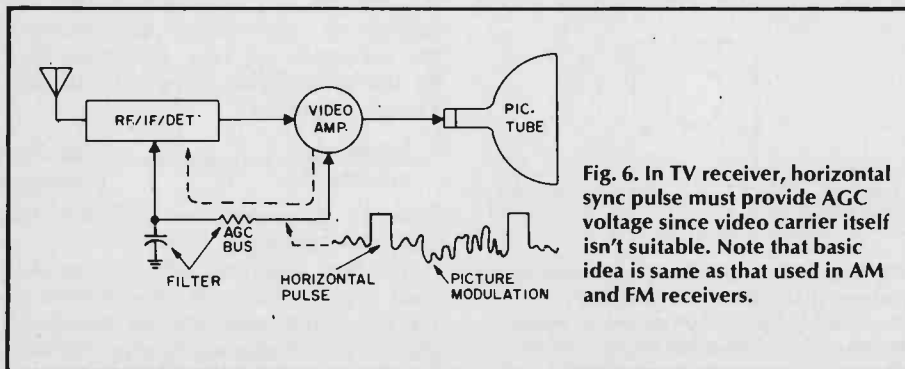 RF/IF/DET
VIDEO
AMP.
PIC.
TUBE
AGC
BUS
FILTER
HORIZONTAL
PULSE
PICTURE
MODULATION
Fig. 6. In TV receiver, horizontal
sync pulse must provide AGC
voltage since video carrier itself
isn't suitable. Note that basic
idea is same as that used in AM
and FM receivers.